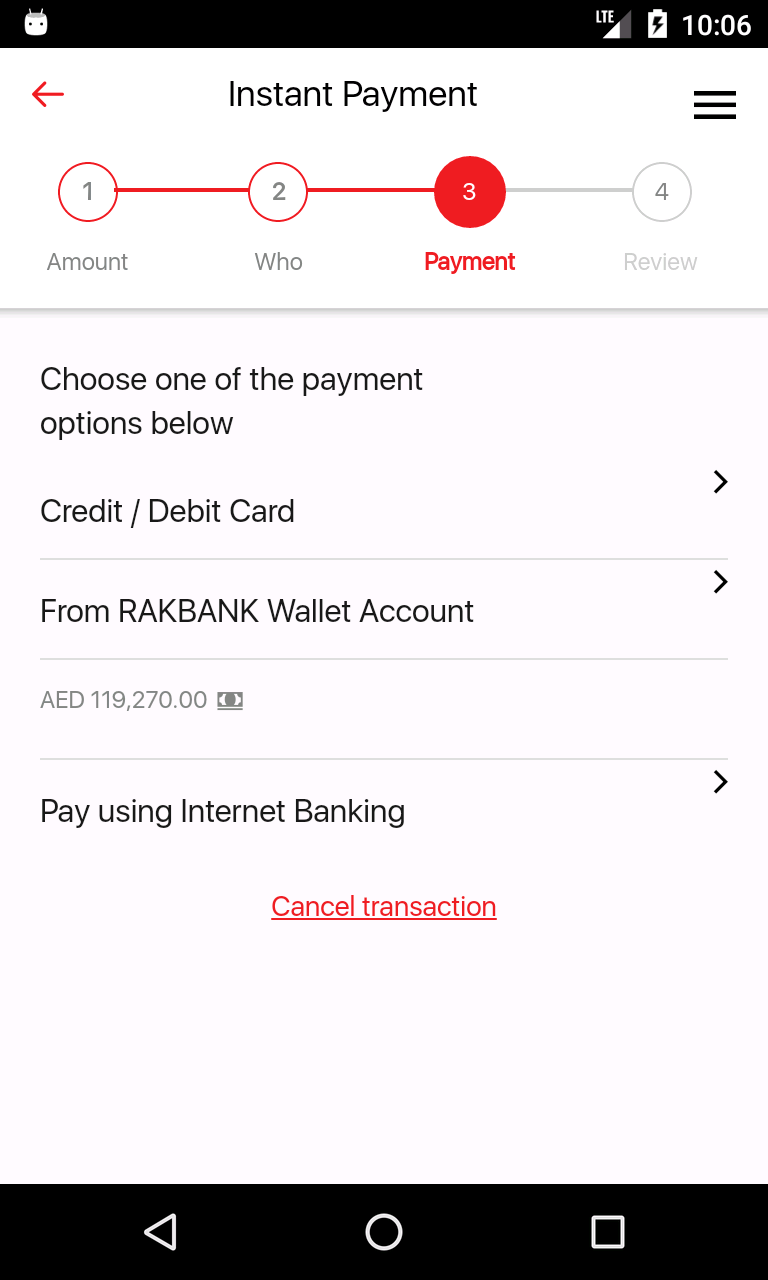 LTE 10:06
Instant Payment
1 2 3 4
Amount Who Payment Review
Choose one of the payment
options below
Credit / Debit Card
From RAKBANK Wallet Account
AED 119,270.00
Pay using Internet Banking
Cancel transaction